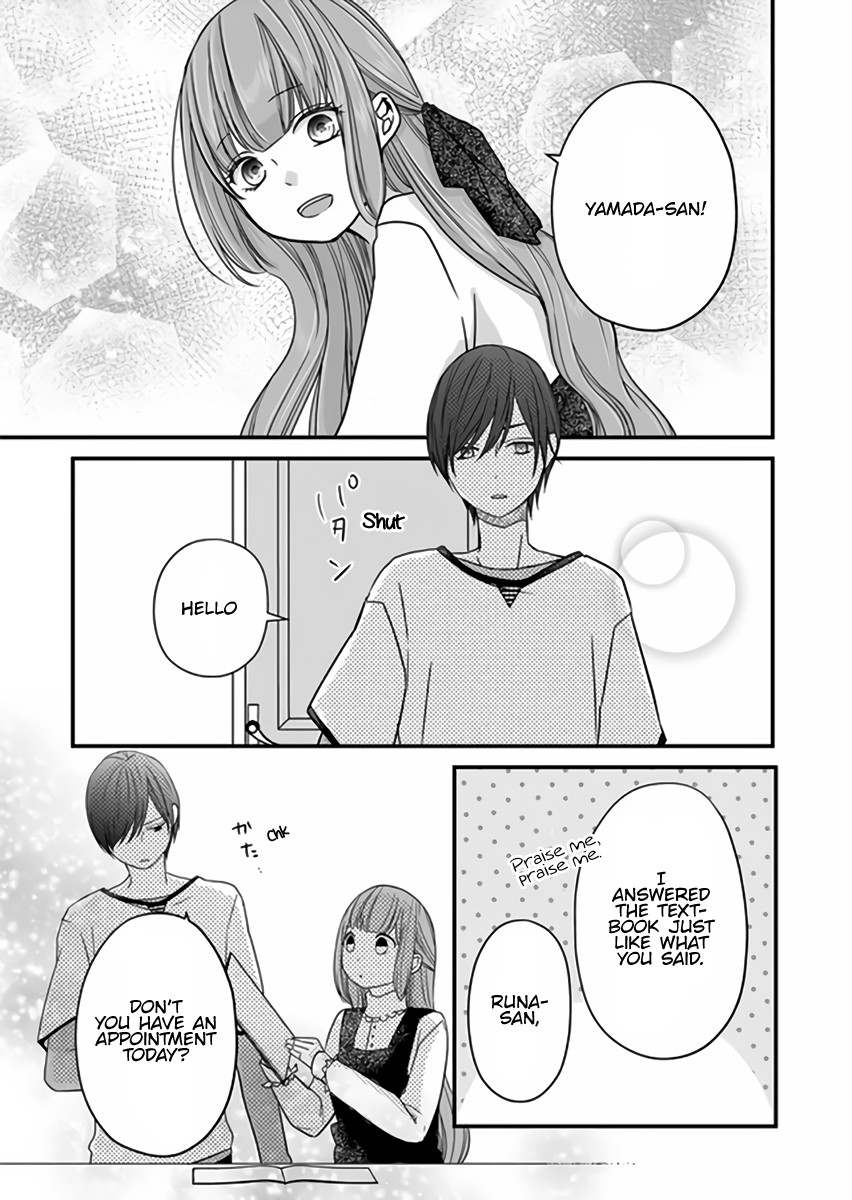 YAMADA-SAN!
パタン
Shut
HELLO
I
ANSWERED
THE TEXT-
BOOK JUST
LIKE WHAT
YOU SAID.
Praise me,
praise me.
RUNA-
SAN,
かた…
Chk
DON'T
YOU HAVE AN
APPOINTMENT
TODAY?